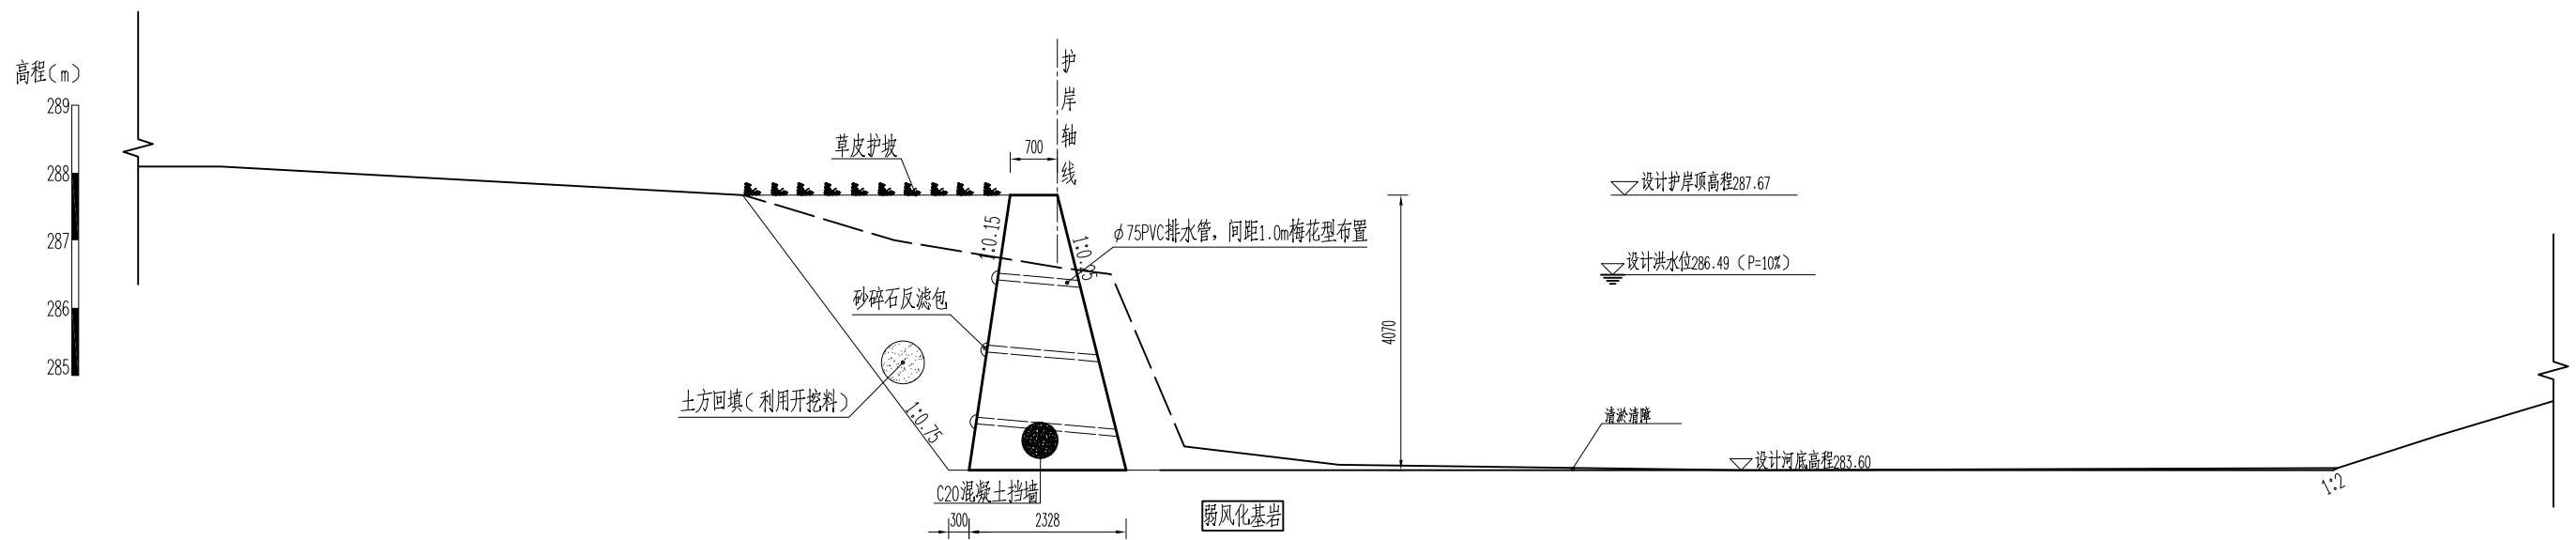 高程(m)
289
288
287
286
285
草皮护坡
700
护岸轴线
1:0.15
1:0.25
φ75PVC排水管，间距1.0m梅花型布置
砂碎石反滤包
土方回填(利用开挖料)
1:0.75
C20混凝土挡墙
300
2328
弱风化基岩
4070
设计护岸顶高程287.67
设计洪水位286.49（P=10%）
清淤清障
设计河底高程283.60
1:2